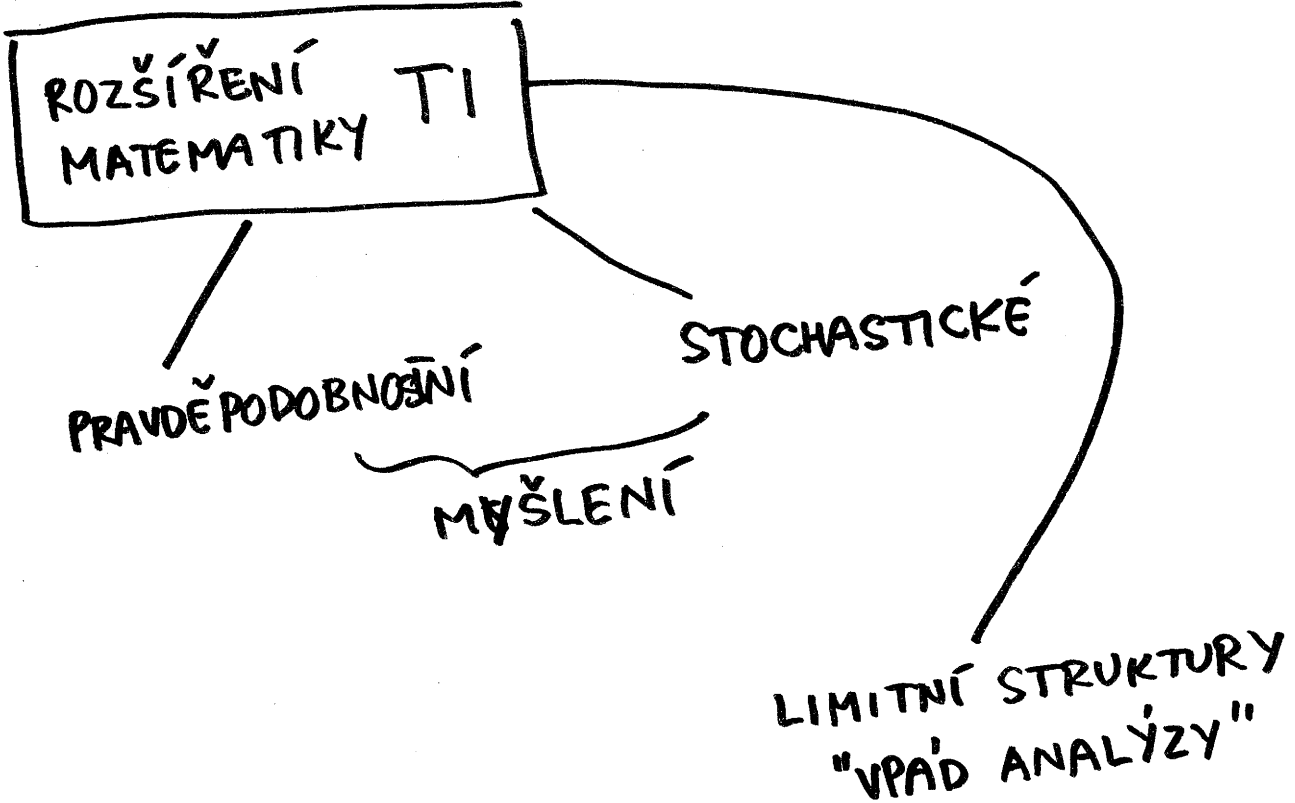 ROZŠÍŘENÍ TI
MATEMATIKY
STOCHASTICKÉ
PRAVDĚPODOBNOSTNÍ
MYŠLENÍ
LIMITNÍ STRUKTURY
"VPÁD ANALÝZY"